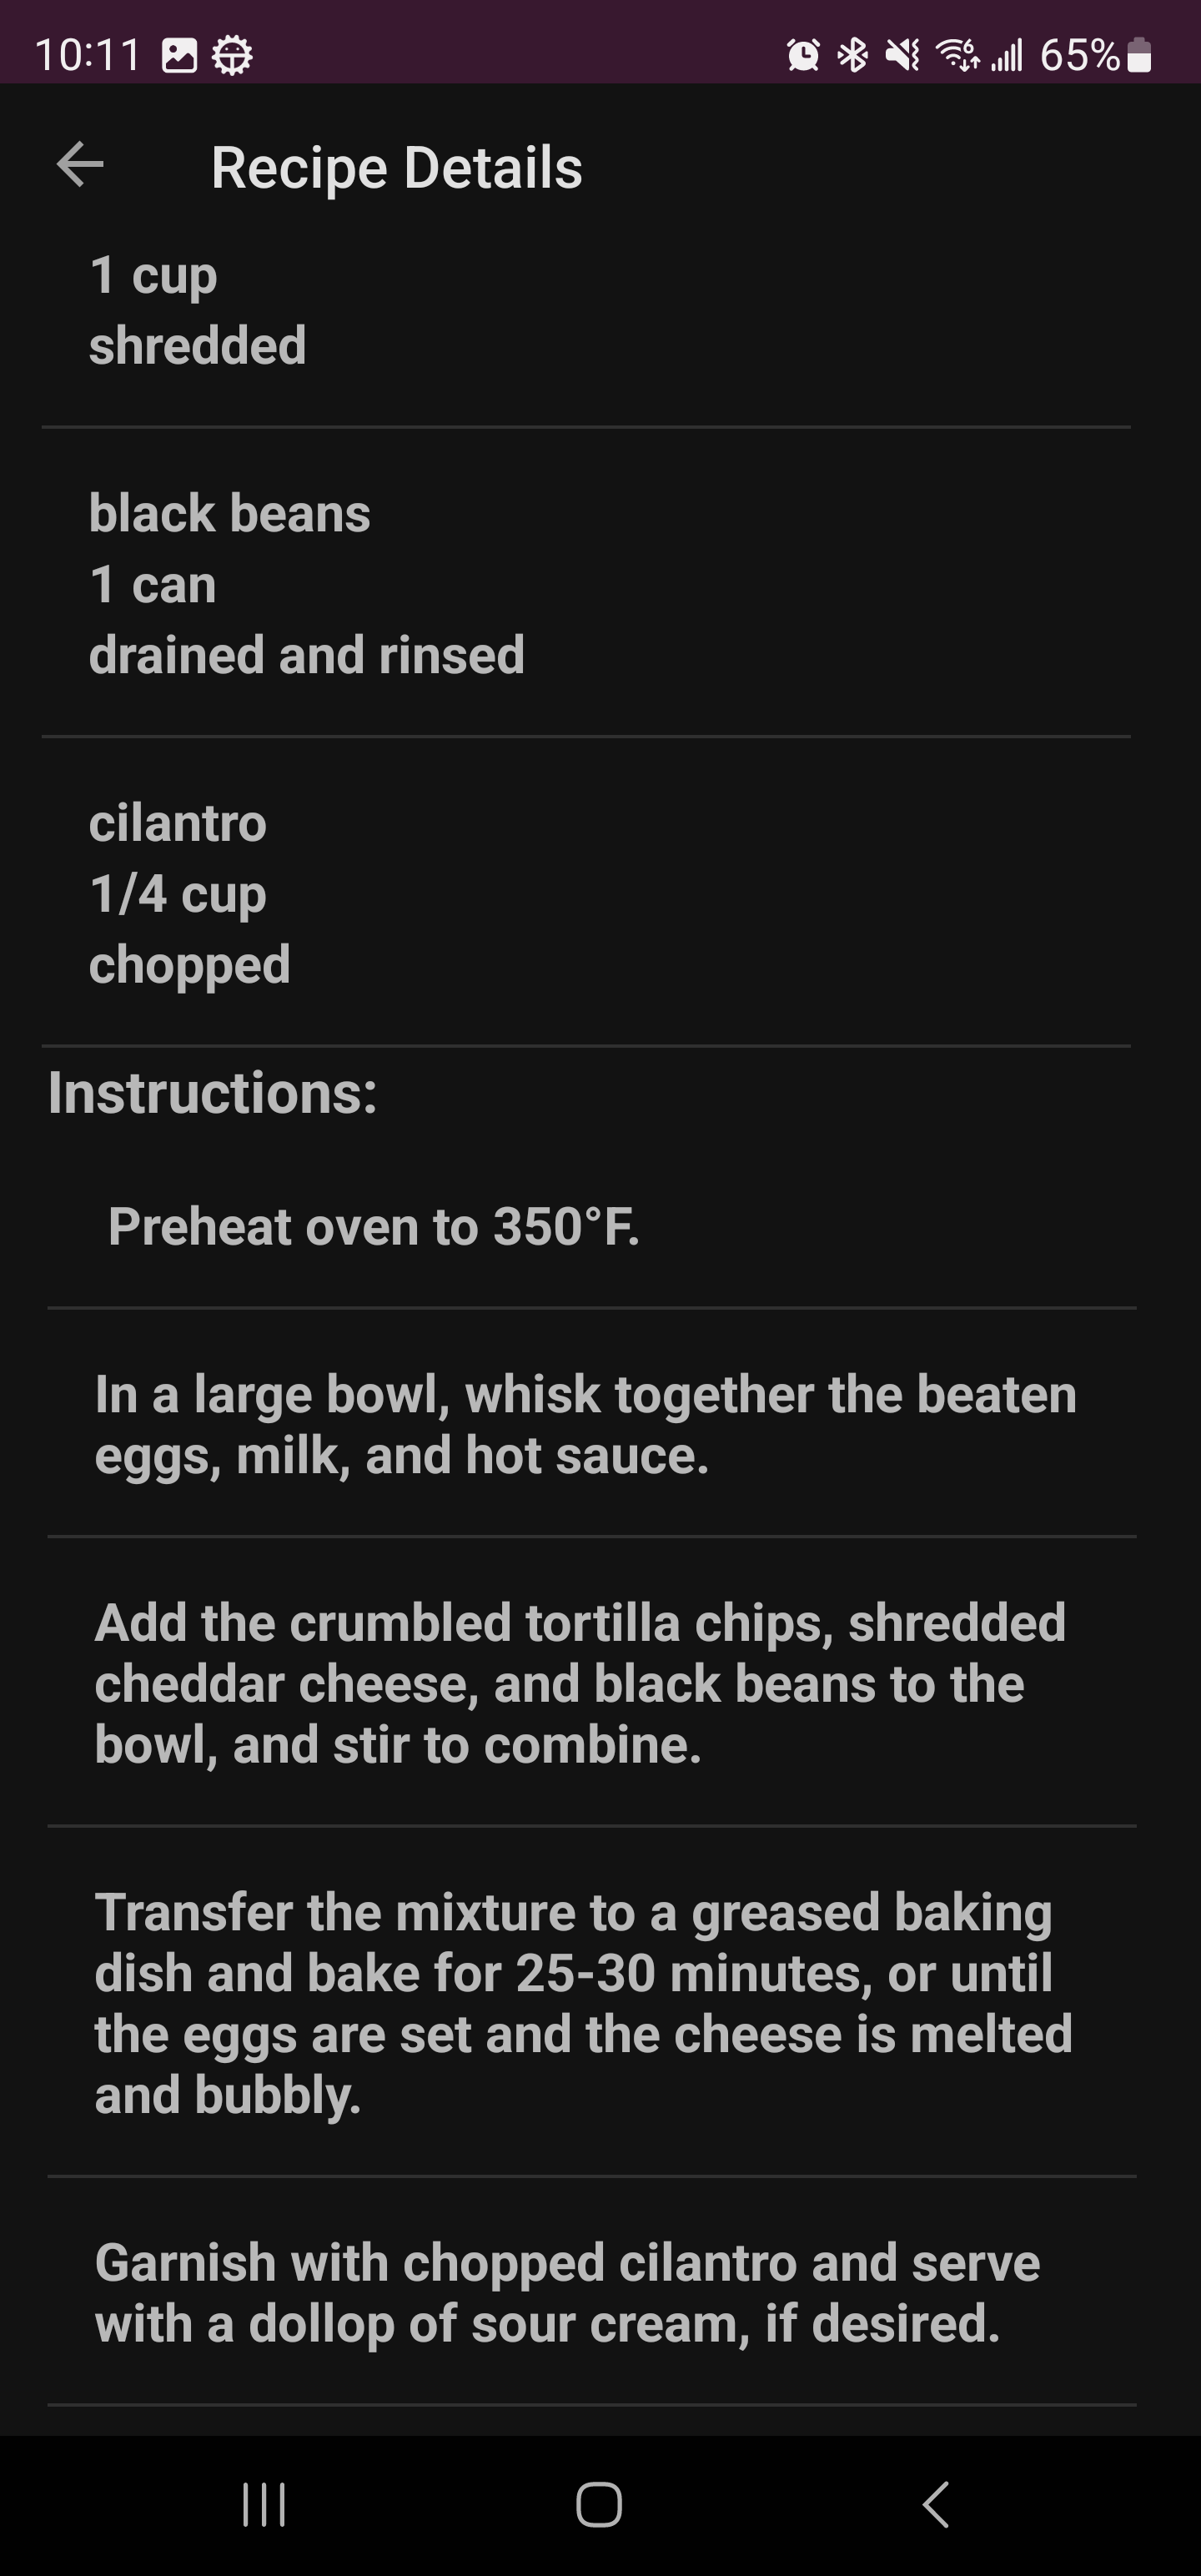 10:11
65%
Recipe Details
1 cup
shredded
black beans
1 can
drained and rinsed
cilantro
1/4 cup
chopped
Instructions:
Preheat oven to 350°F.
In a large bowl, whisk together the beaten
eggs, milk, and hot sauce.
Add the crumbled tortilla chips, shredded
cheddar cheese, and black beans to the
bowl, and stir to combine.
Transfer the mixture to a greased baking
dish and bake for 25-30 minutes, or until
the eggs are set and the cheese is melted
and bubbly.
Garnish with chopped cilantro and serve
with a dollop of sour cream, if desired.